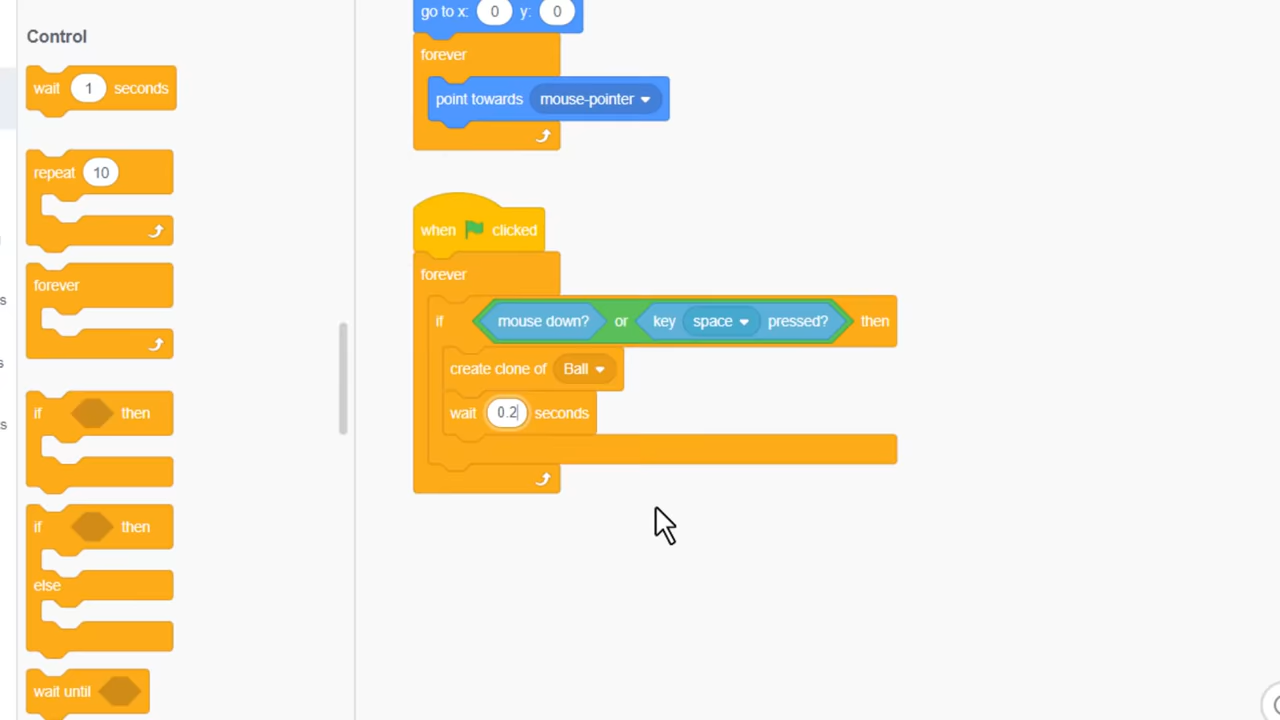 Control
wait 1 seconds
repeat 10
forever
if then
if then
else
wait until
go to x: 0 y: 0
forever
point towards mouse-pointer
when clicked
forever
if mouse down? or key space pressed? then
create clone of Ball
wait 0.2 seconds